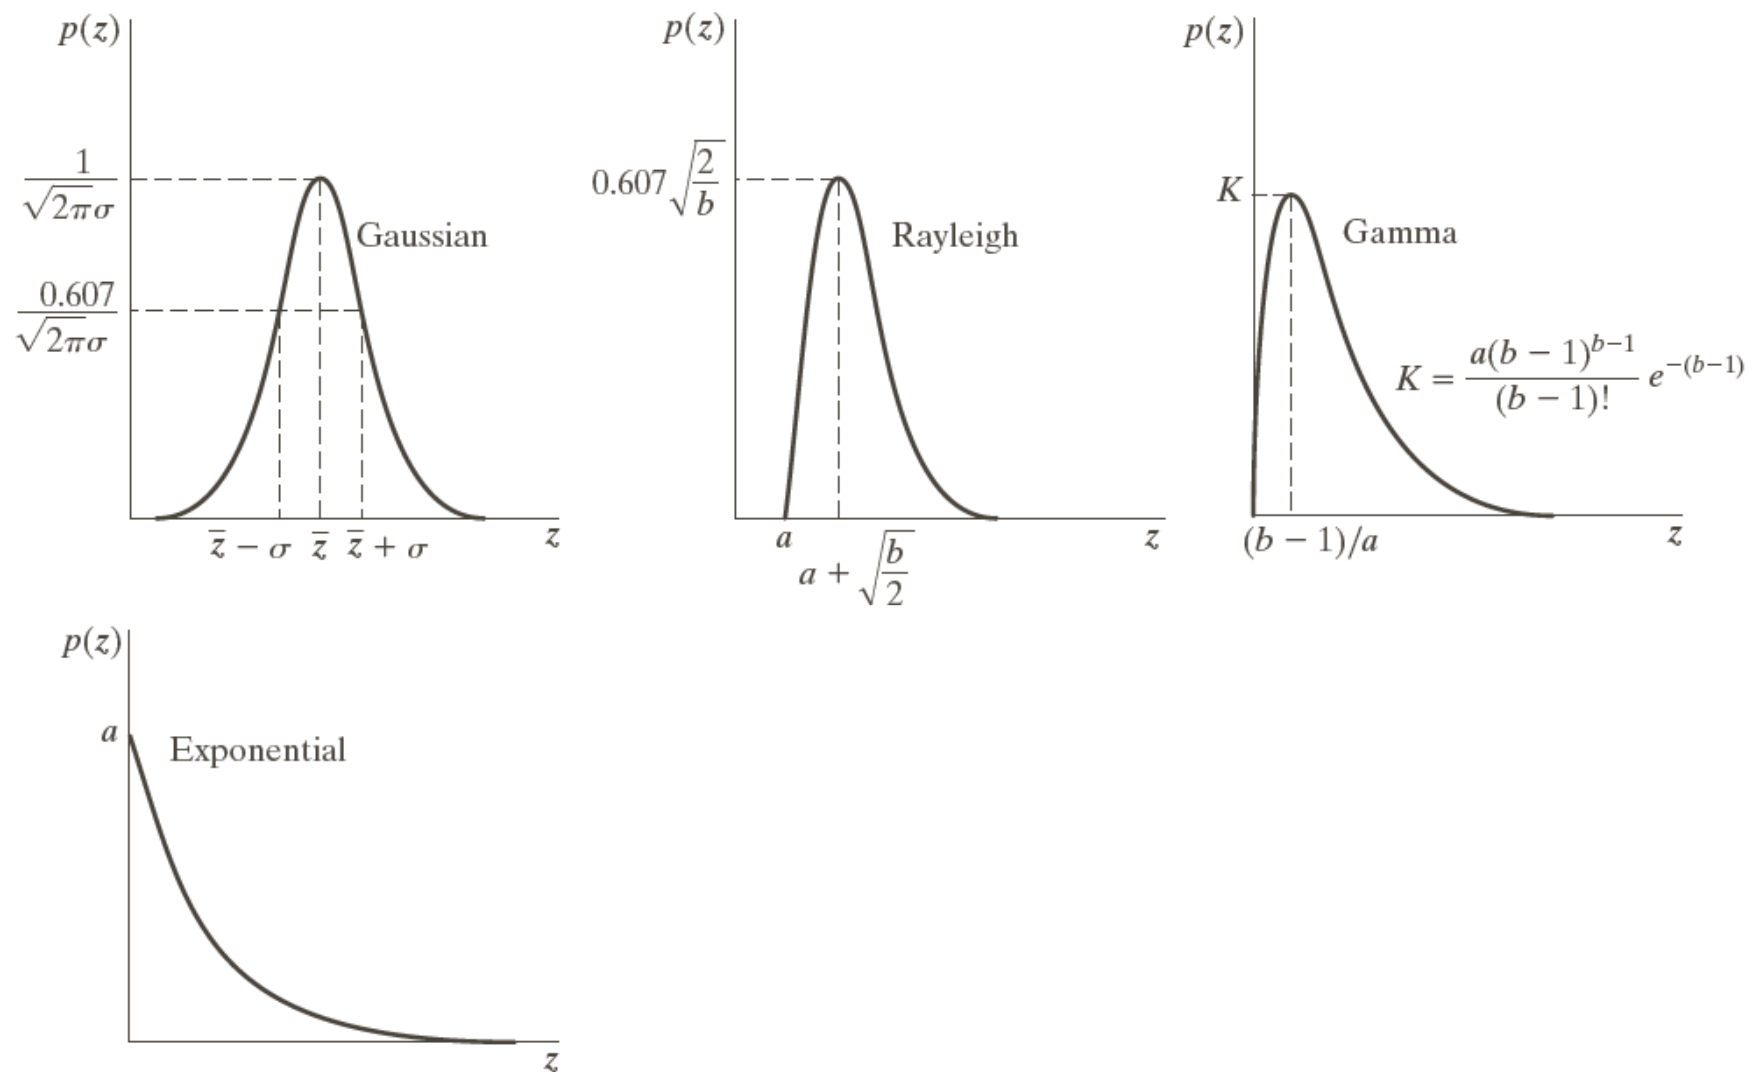 p(z)
1/√2πσ
Gaussian
0.607/√2πσ
z̄ − σ z̄ z̄ + σ z
p(z)
0.607 √(2/b)
Rayleigh
a z
a + √(b/2)
p(z)
K
Gamma
K = a(b − 1)^(b−1)/(b − 1)! e^−(b−1)
(b − 1)/a z
p(z)
a
Exponential
z